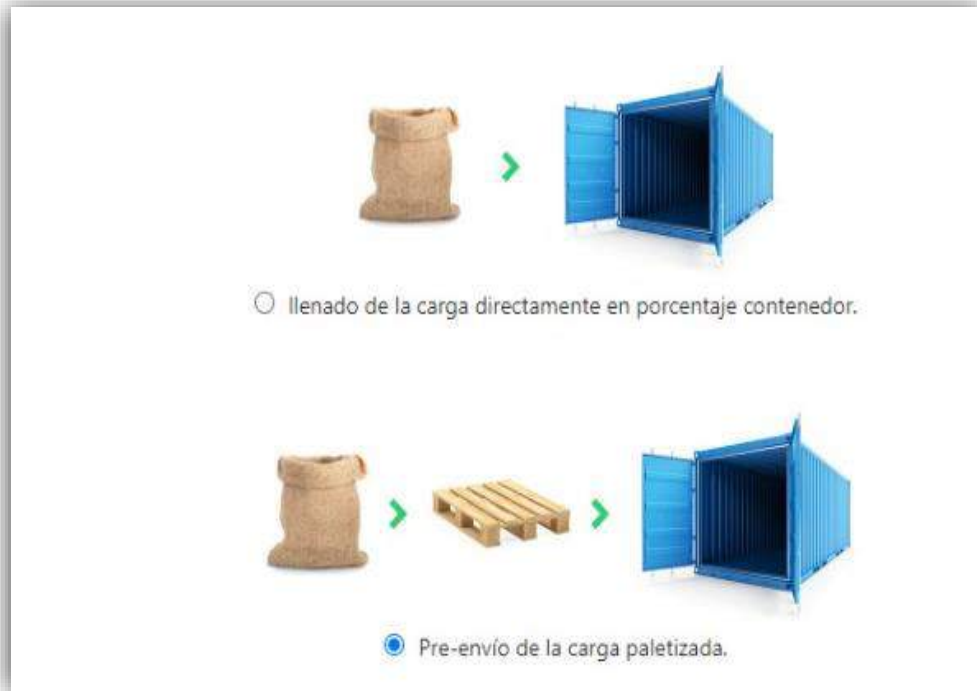 llenado de la carga directamente en porcentaje contenedor.
Pre-envío de la carga paletizada.